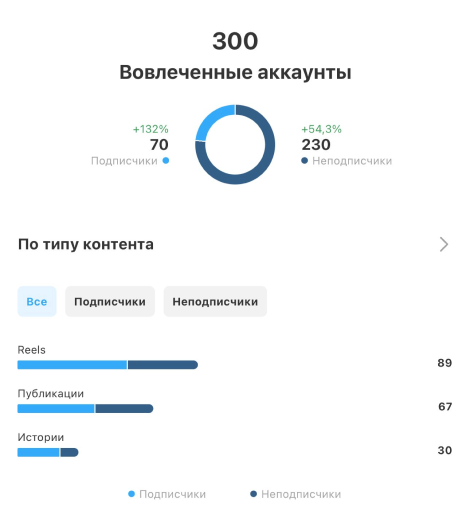 300
Вовлеченные аккаунты
+132%
70
Подписчики
+54,3%
230
Неподписчики
По типу контента
Все Подписчики Неподписчики
Reels
89
Публикации
67
Истории
30
Подписчики Неподписчики